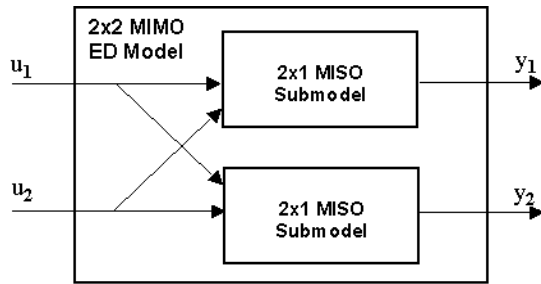 2x2 MIMO
ED Model
u1
2x1 MISO
Submodel
y1
u2
2x1 MISO
Submodel
y2